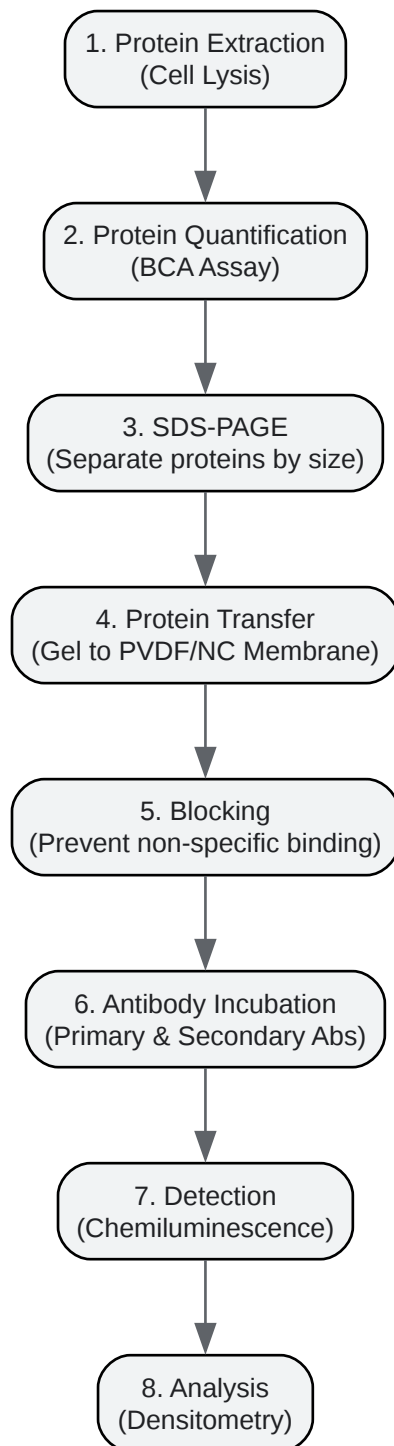 1. Protein Extraction
(Cell Lysis)
2. Protein Quantification
(BCA Assay)
3. SDS-PAGE
(Separate proteins by size)
4. Protein Transfer
(Gel to PVDF/NC Membrane)
5. Blocking
(Prevent non-specific binding)
6. Antibody Incubation
(Primary & Secondary Abs)
7. Detection
(Chemiluminescence)
8. Analysis
(Densitometry)